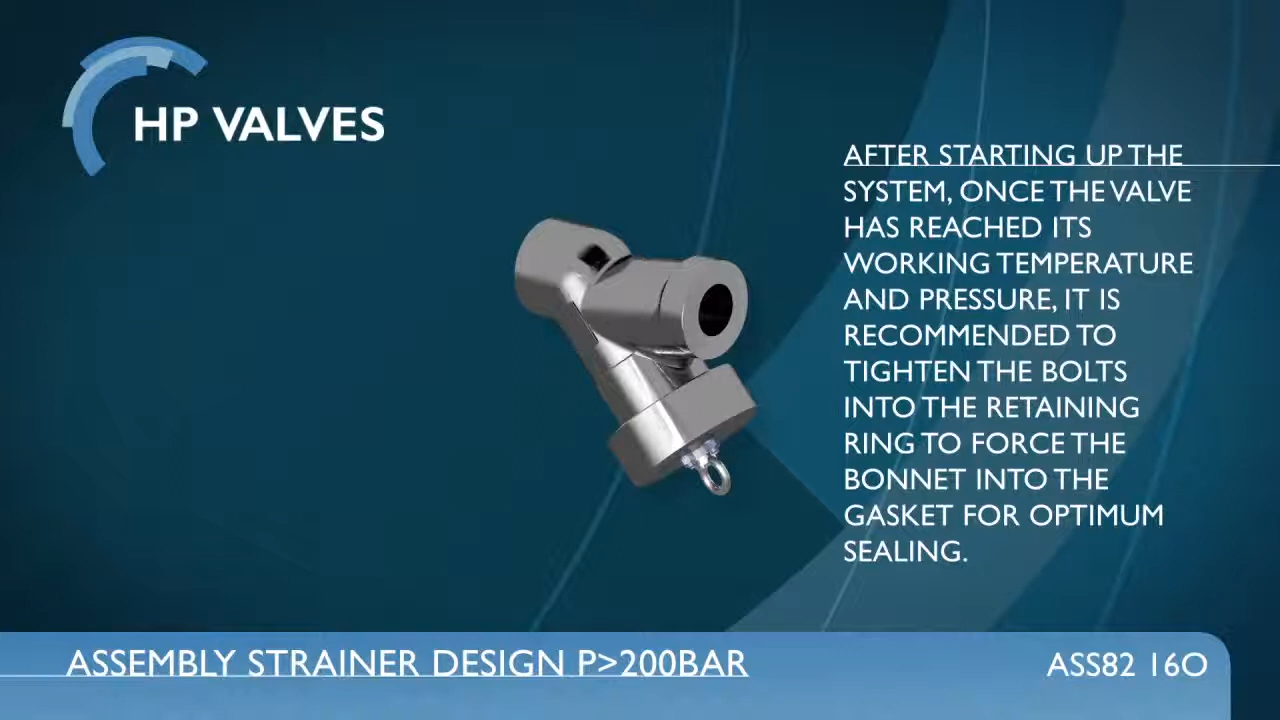 HP VALVES
AFTER STARTING UP THE
SYSTEM, ONCE THE VALVE
HAS REACHED ITS
WORKING TEMPERATURE
AND PRESSURE, IT IS
RECOMMENDED TO
TIGHTEN THE BOLTS
INTO THE RETAINING
RING TO FORCE THE
BONNET INTO THE
GASKET FOR OPTIMUM
SEALING.
ASSEMBLY STRAINER DESIGN P>200BAR
ASS82 16O